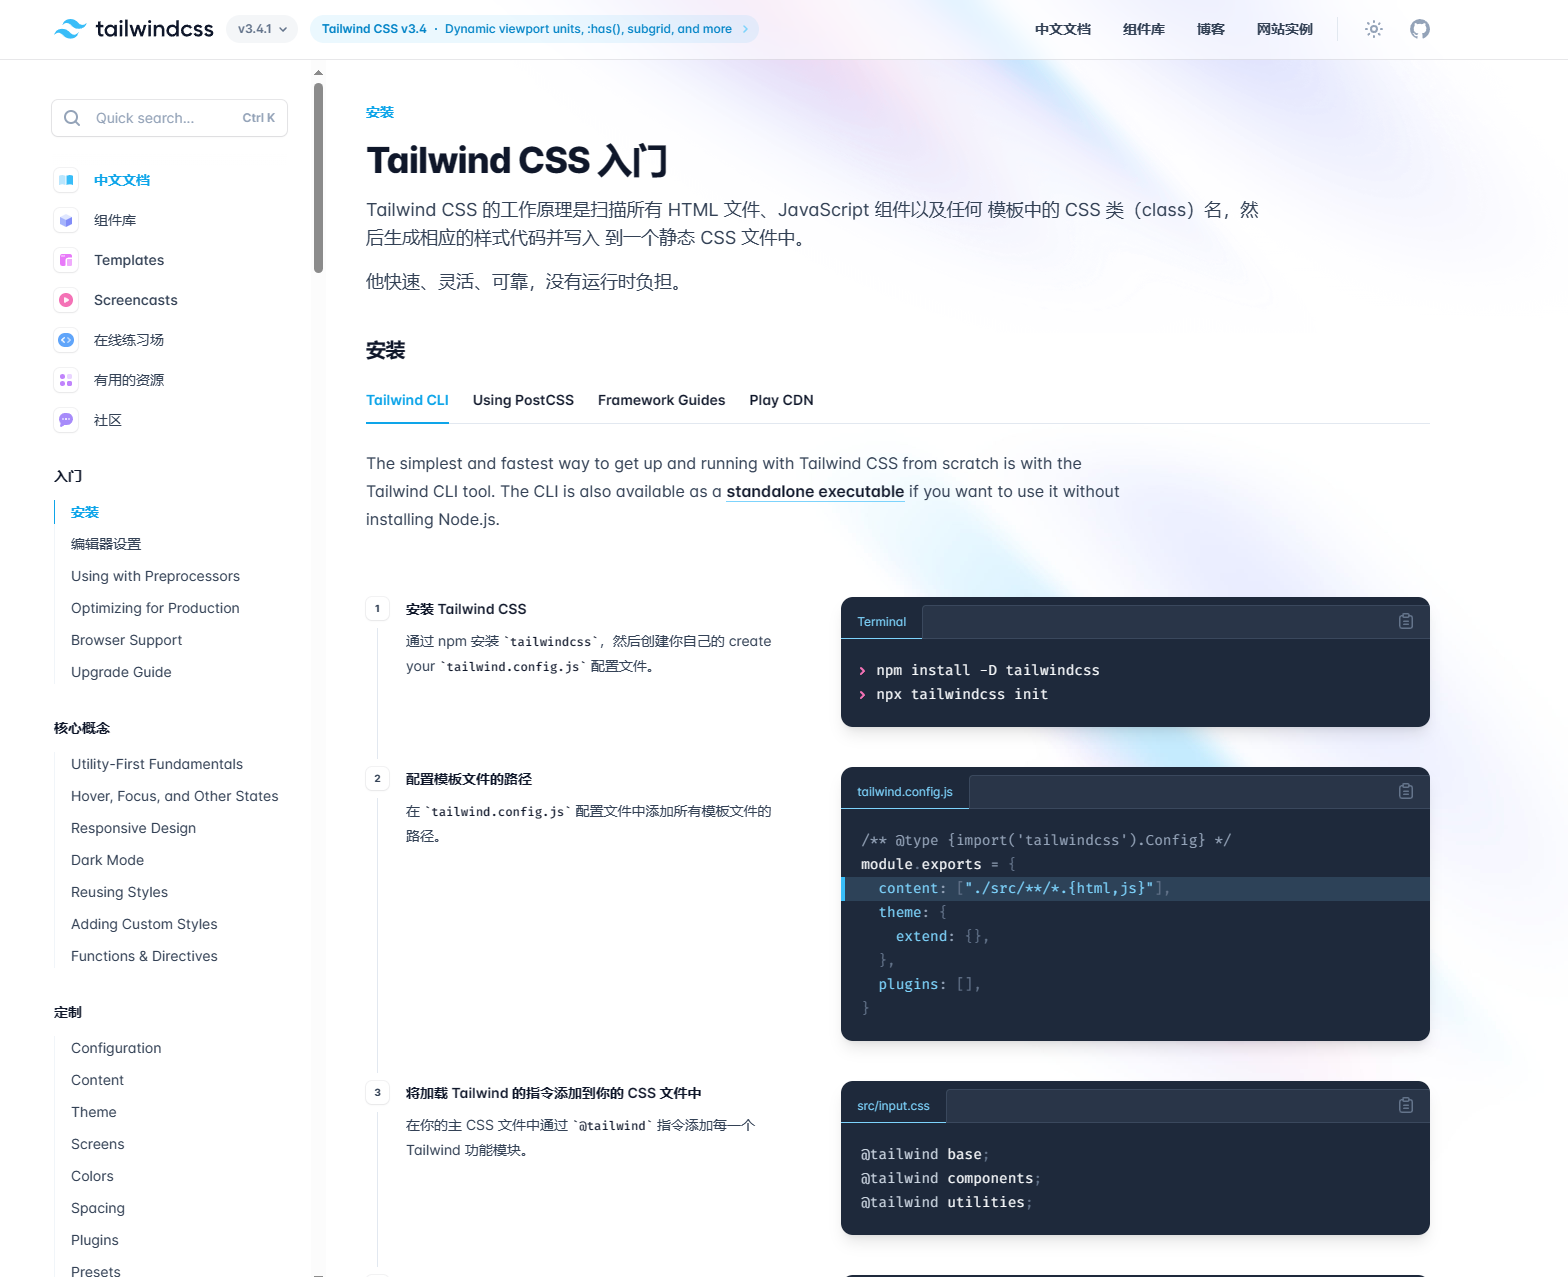 tailwindcss
v3.4.1
Tailwind CSS v3.4 · Dynamic viewport units, :has(), subgrid, and more
中文文档
组件库
博客
网站实例
Quick search...
Ctrl K
中文文档
组件库
Templates
Screencasts
在线练习场
有用的资源
社区
入门
安装
编辑器设置
Using with Preprocessors
Optimizing for Production
Browser Support
Upgrade Guide
核心概念
Utility-First Fundamentals
Hover, Focus, and Other States
Responsive Design
Dark Mode
Reusing Styles
Adding Custom Styles
Functions & Directives
定制
Configuration
Content
Theme
Screens
Colors
Spacing
Plugins
Presets
安装
Tailwind CSS 入门
Tailwind CSS 的工作原理是扫描所有 HTML 文件、JavaScript 组件以及任何 模板中的 CSS 类（class）名，然
后生成相应的样式代码并写入 到一个静态 CSS 文件中。
他快速、灵活、可靠，没有运行时负担。
安装
Tailwind CLI
Using PostCSS
Framework Guides
Play CDN
The simplest and fastest way to get up and running with Tailwind CSS from scratch is with the
Tailwind CLI tool. The CLI is also available as a standalone executable if you want to use it without
installing Node.js.
1
安装 Tailwind CSS
通过 npm 安装 `tailwindcss`，然后创建你自己的 create
your `tailwind.config.js` 配置文件。
Terminal
› npm install -D tailwindcss
› npx tailwindcss init
2
配置模板文件的路径
在 `tailwind.config.js` 配置文件中添加所有模板文件的
路径。
tailwind.config.js
/** @type {import('tailwindcss').Config} */
module.exports = {
  content: ["./src/**/*.{html,js}"],
  theme: {
    extend: {},
  },
  plugins: [],
}
3
将加载 Tailwind 的指令添加到你的 CSS 文件中
在你的主 CSS 文件中通过 `@tailwind` 指令添加每一个
Tailwind 功能模块。
src/input.css
@tailwind base;
@tailwind components;
@tailwind utilities;